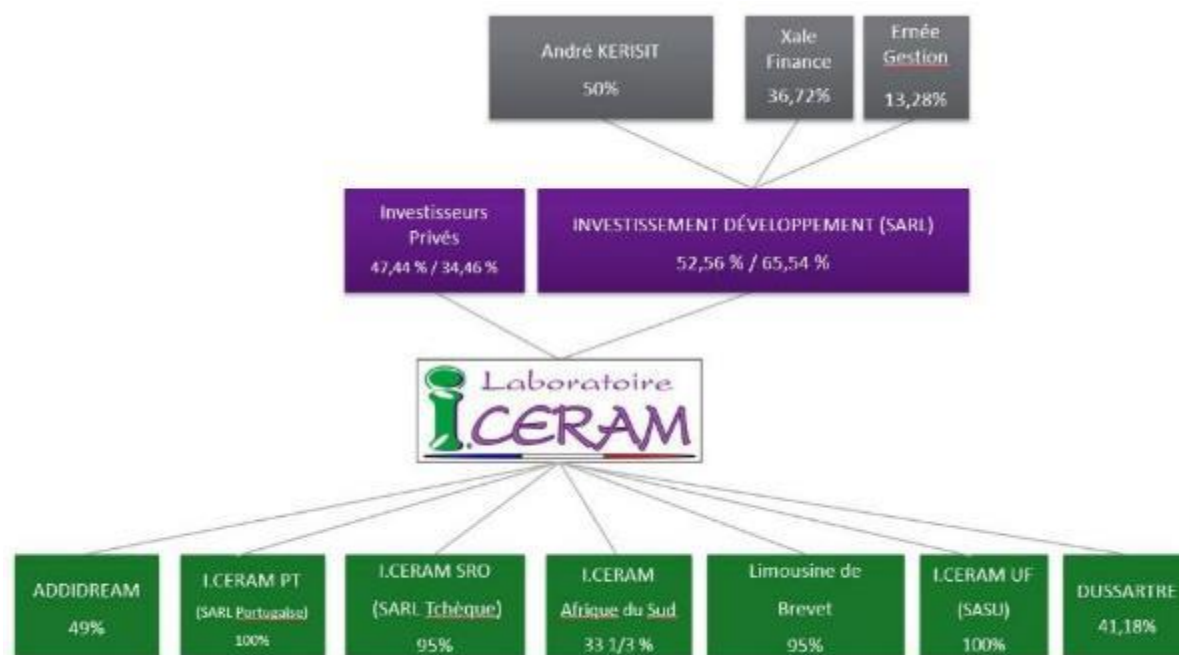 André KERISIT
50%
Xale
Finance
36,72%
Ernée
Gestion
13,28%
Investisseurs
Privés
47,44 % / 34,46 %
INVESTISSEMENT DÉVELOPPEMENT (SARL)
52,56 % / 65,54 %
Laboratoire
i.CERAM
ADDIDREAM
49%
I.CERAM PT
(SARL Portugaise)
100%
I.CERAM SRO
(SARL Tchèque)
95%
I.CERAM
Afrique du Sud
33 1/3 %
Limousine de
Brevet
95%
I.CERAM UF
(SASU)
100%
DUSSARTRE
41,18%